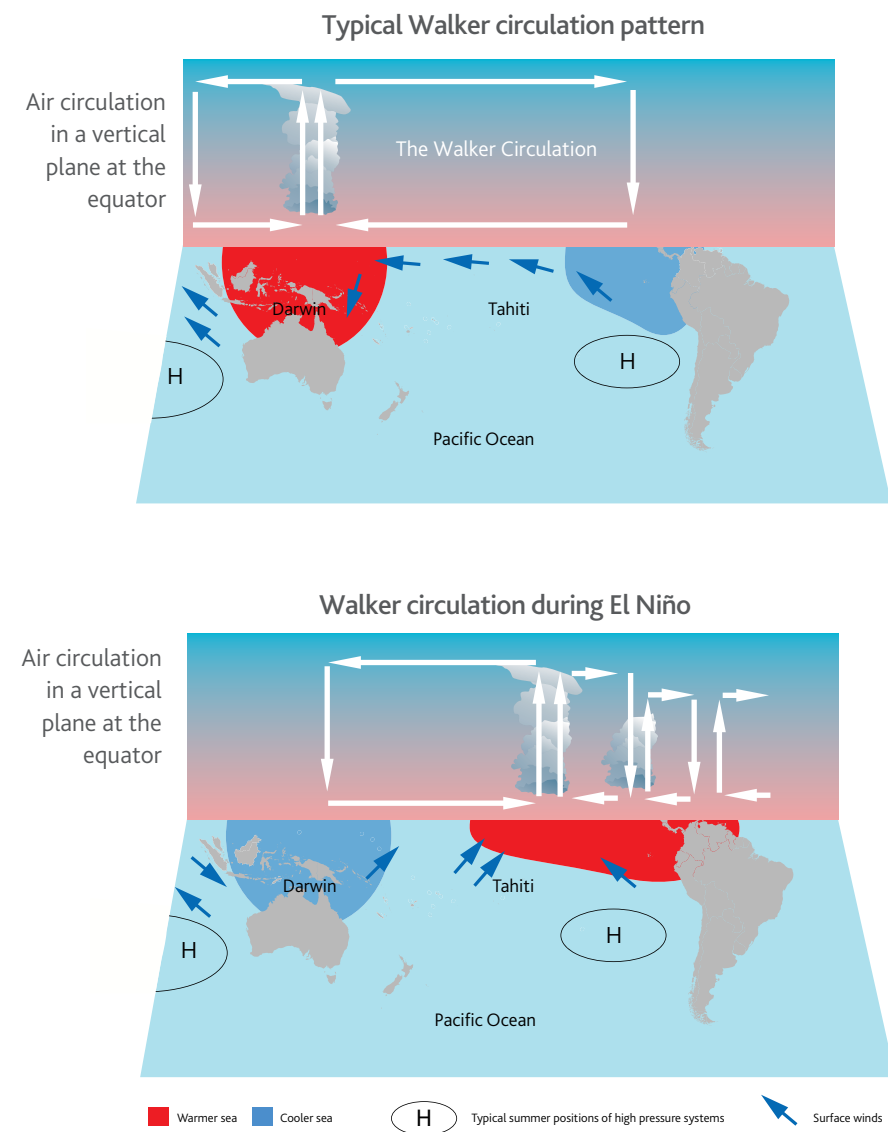 Typical Walker circulation pattern
Air circulation
in a vertical
plane at the
equator
The Walker Circulation
Darwin
Tahiti
H
H
Pacific Ocean
Walker circulation during El Niño
Air circulation
in a vertical
plane at the
equator
Darwin
Tahiti
H
H
Pacific Ocean
Warmer sea
Cooler sea
H
Typical summer positions of high pressure systems
Surface winds